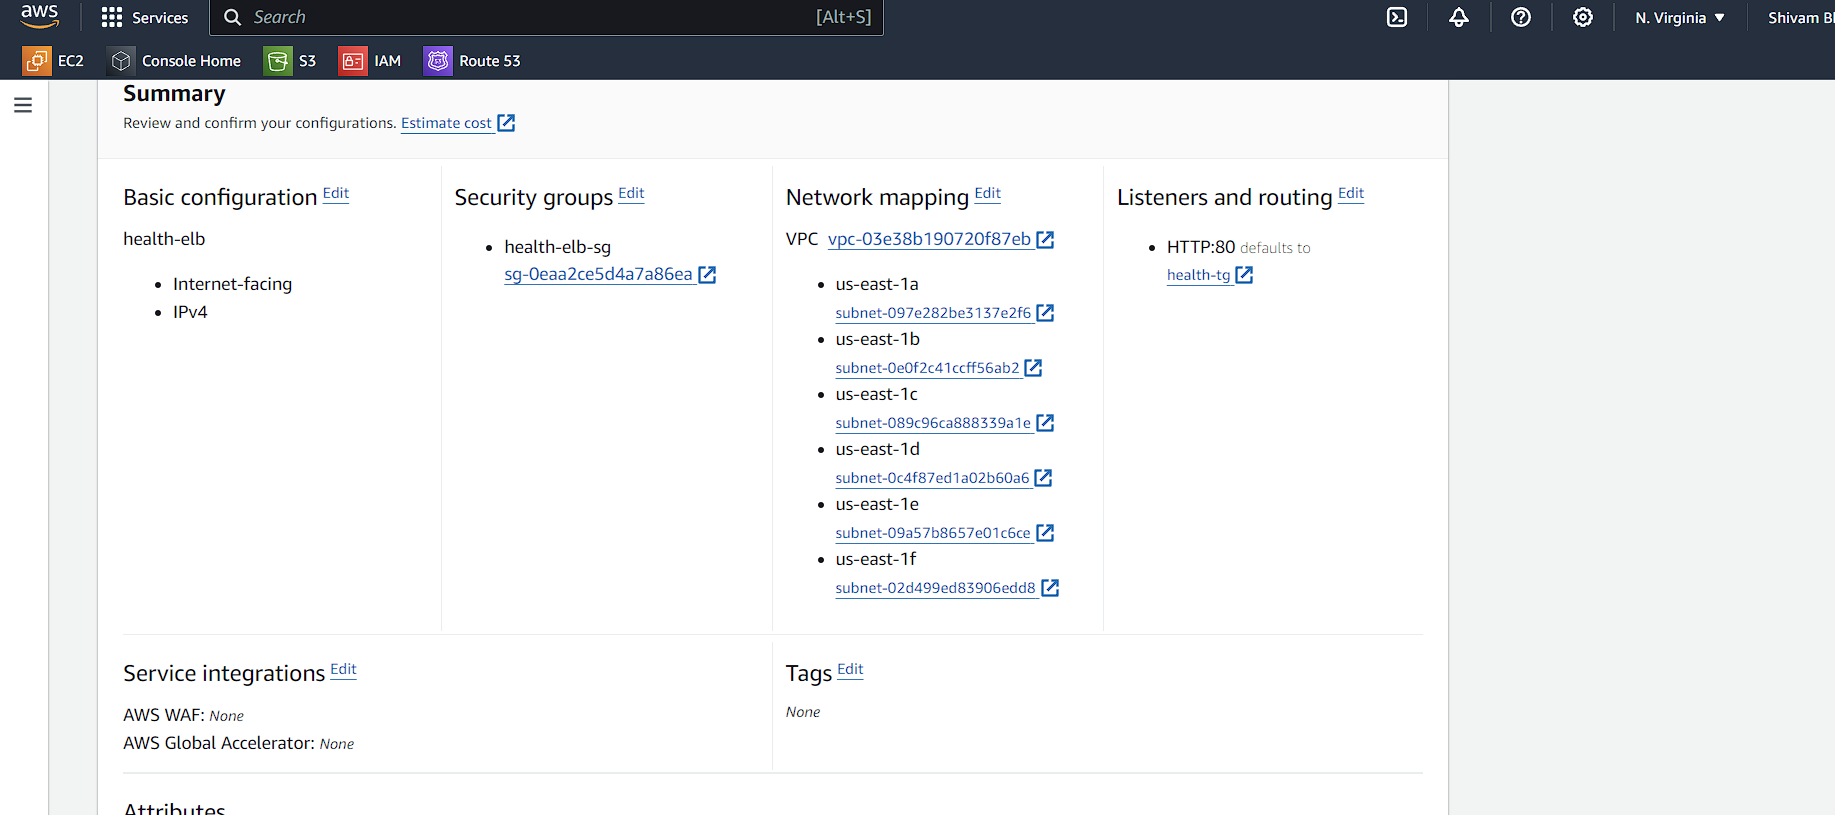 aws
Services
Search
[Alt+S]
N. Virginia
Shivam
EC2
Console Home
S3
IAM
Route 53
Summary
Review and confirm your configurations. Estimate cost
Basic configuration Edit
health-elb
Internet-facing
IPv4
Security groups Edit
health-elb-sg
sg-0eaa2ce5d4a7a86ea
Network mapping Edit
VPC vpc-03e38b190720f87eb
us-east-1a
subnet-097e282be3137e2f6
us-east-1b
subnet-0e0f2c41ccff56ab2
us-east-1c
subnet-089c96ca888339a1e
us-east-1d
subnet-0c4f87ed1a02b60a6
us-east-1e
subnet-09a57b8657e01c6ce
us-east-1f
subnet-02d499ed83906edd8
Listeners and routing Edit
HTTP:80 defaults to
health-tg
Service integrations Edit
AWS WAF: None
AWS Global Accelerator: None
Tags Edit
None
Attributes